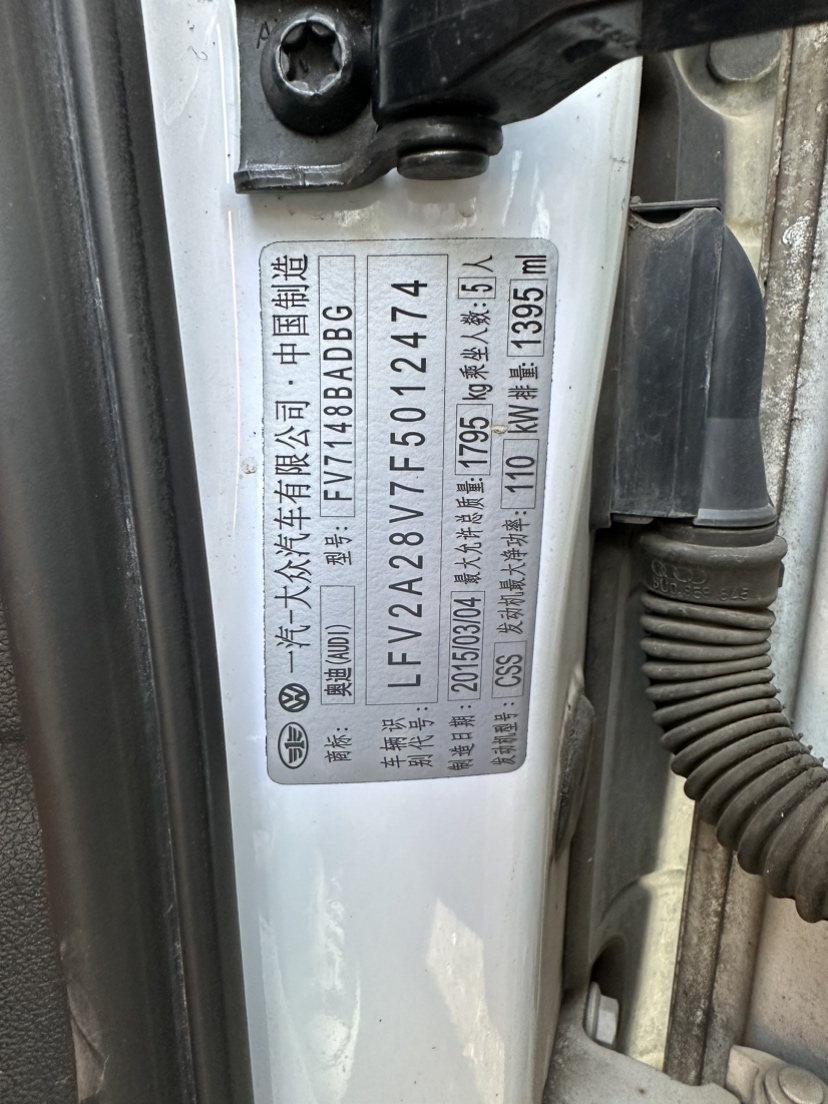 一汽-大众汽车有限公司·中国制造
商标: 奥迪(AUDI) 型号: FV7148BADBG
车辆识别代号: LFV2A28V7F5012474
制造日期: 2015/03/04 最大允许总质量: 1795 kg 乘坐人数: 5 人
发动机型号: CSS 发动机最大净功率: 110 kW 排量: 1395 ml